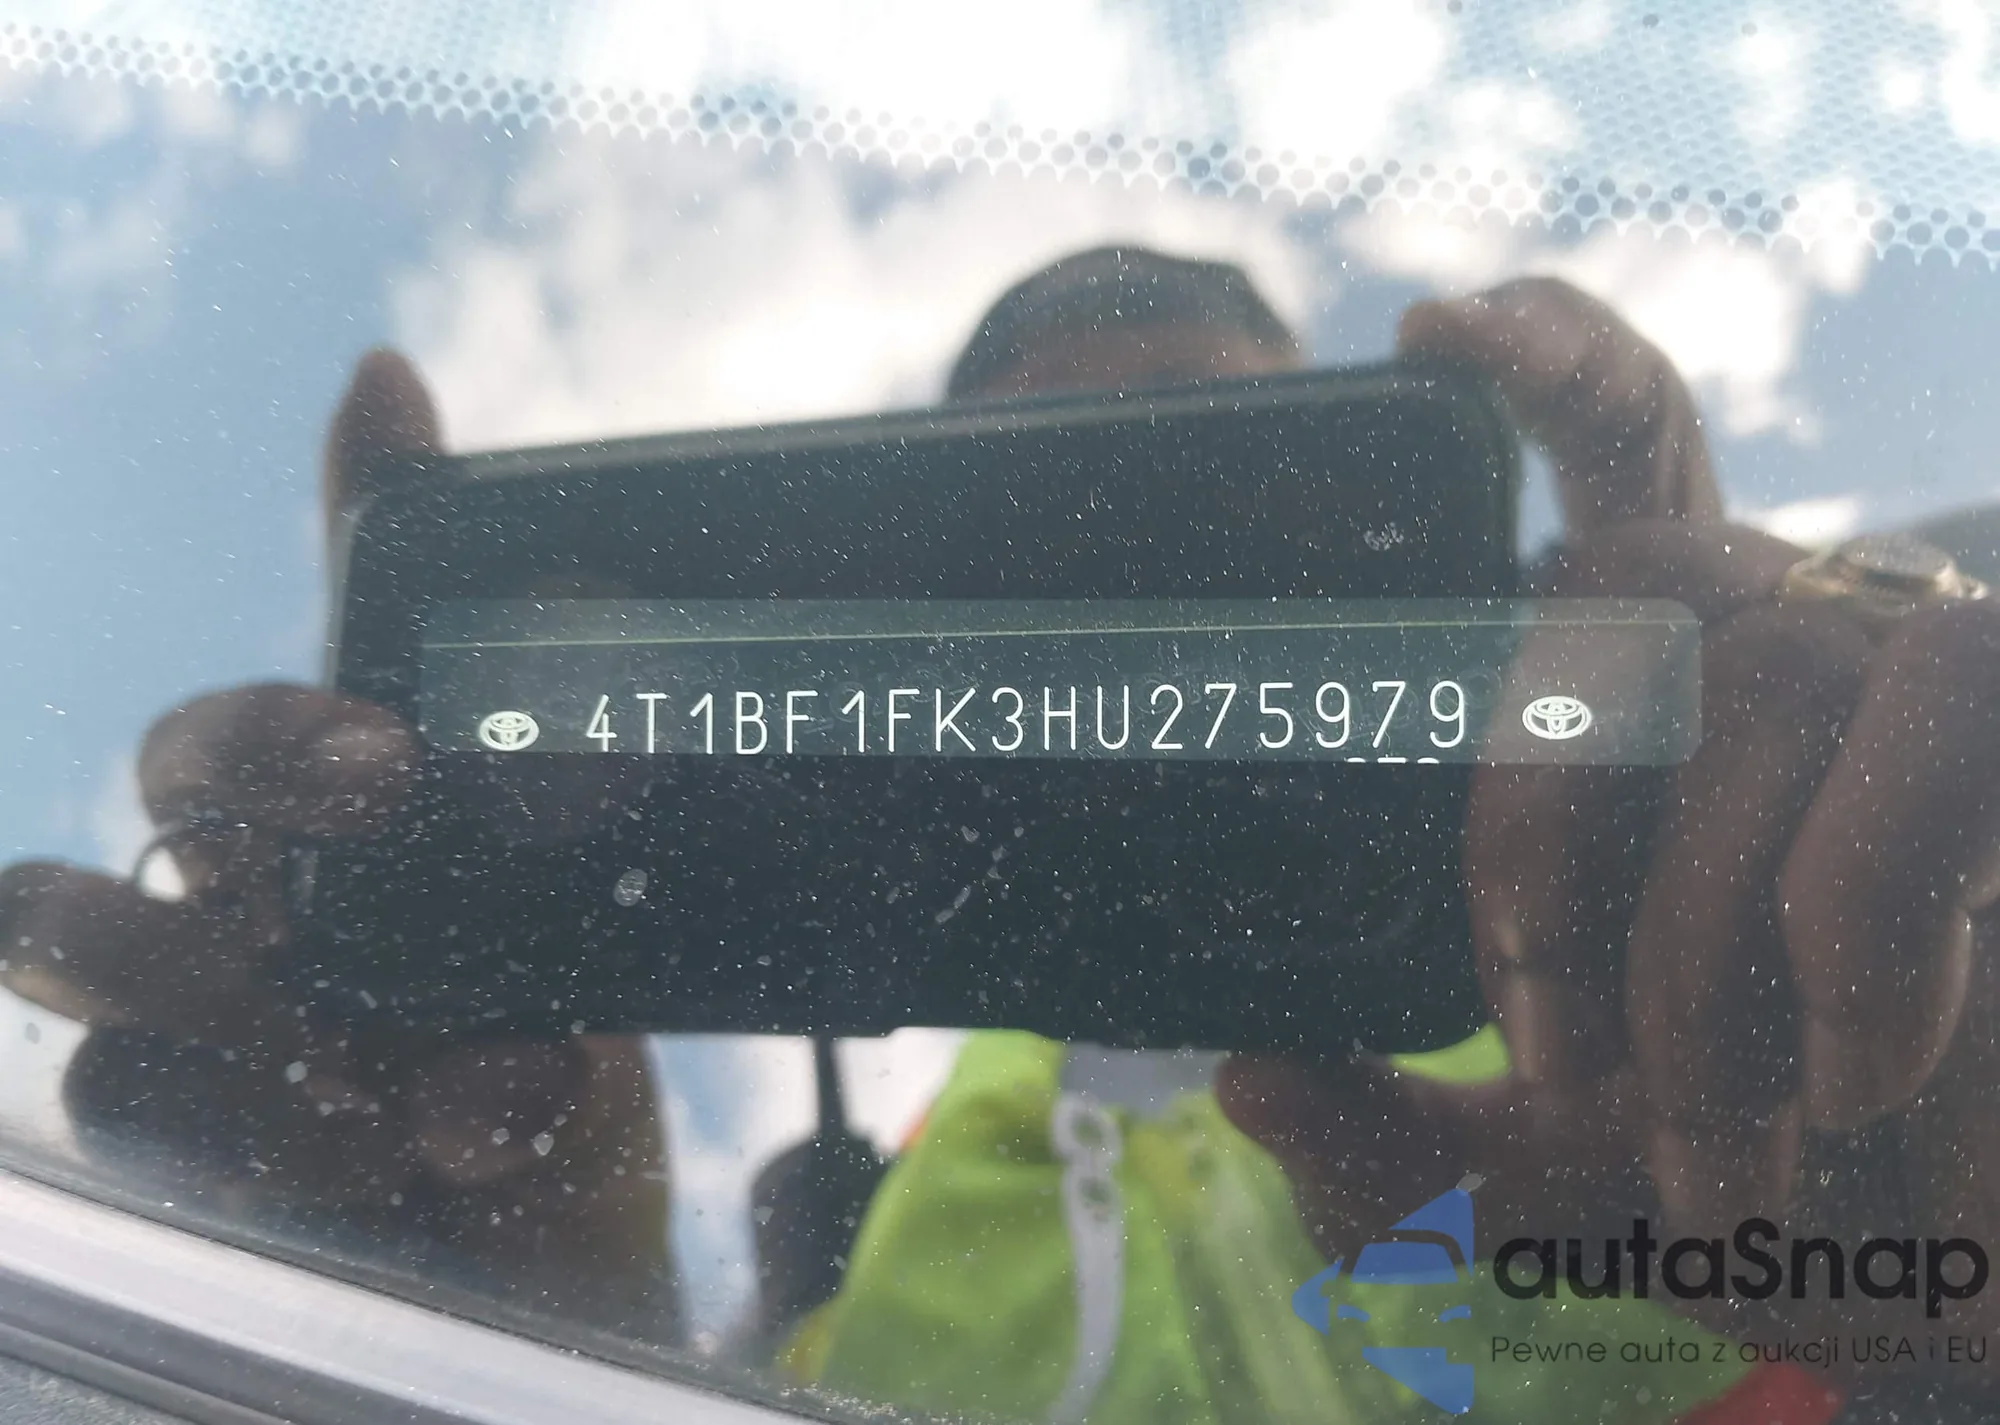 4T1BF1FK3HU275979
autaSnap
Pewne auta z aukcji USA i EU